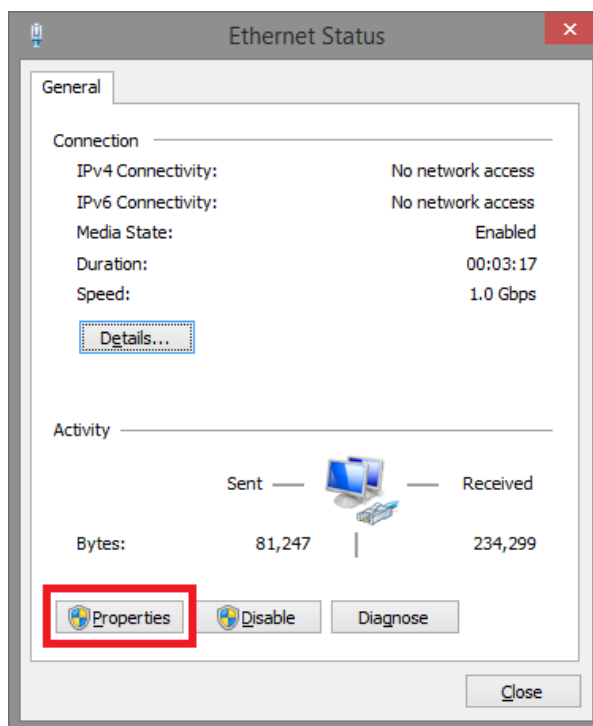 Ethernet Status
General
Connection
IPv4 Connectivity: No network access
IPv6 Connectivity: No network access
Media State: Enabled
Duration: 00:03:17
Speed: 1.0 Gbps
Details...
Activity
Sent Received
Bytes: 81,247 234,299
Properties Disable Diagnose
Close